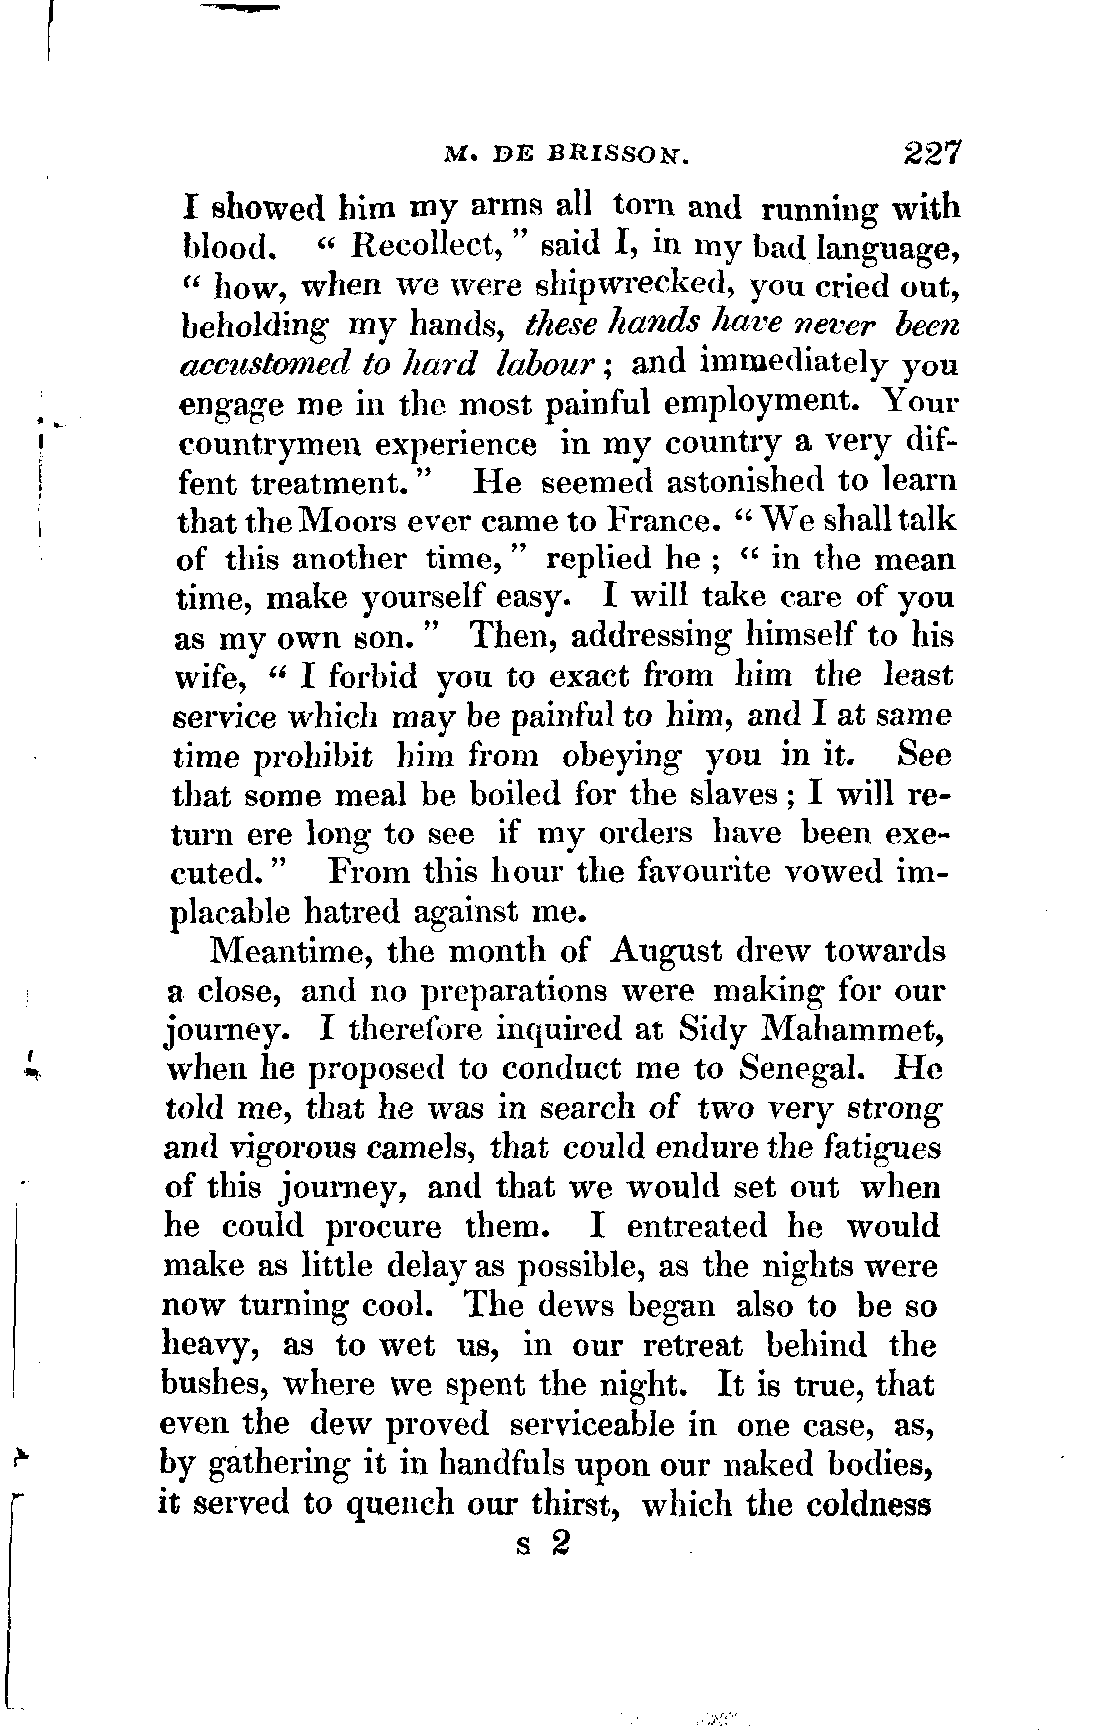 M. DE BRISSON. 227
I showed him my arms all torn and running with
blood. “ Recollect, ” said I, in my bad language,
“ how, when we were shipwrecked, you cried out,
beholding my hands, these hands have never been
accustomed to hard labour ; and immediately you
engage me in the most painful employment. Your
countrymen experience in my country a very dif-
fent treatment. ” He seemed astonished to learn
that the Moors ever came to France. “ We shall talk
of this another time, ” replied he ; “ in the mean
time, make yourself easy. I will take care of you
as my own son. ” Then, addressing himself to his
wife, “ I forbid you to exact from him the least
service which may be painful to him, and I at same
time prohibit him from obeying you in it. See
that some meal be boiled for the slaves ; I will re-
turn ere long to see if my orders have been exe-
cuted. ” From this hour the favourite vowed im-
placable hatred against me.
Meantime, the month of August drew towards
a close, and no preparations were making for our
journey. I therefore inquired at Sidy Mahammet,
when he proposed to conduct me to Senegal. He
told me, that he was in search of two very strong
and vigorous camels, that could endure the fatigues
of this journey, and that we would set out when
he could procure them. I entreated he would
make as little delay as possible, as the nights were
now turning cool. The dews began also to be so
heavy, as to wet us, in our retreat behind the
bushes, where we spent the night. It is true, that
even the dew proved serviceable in one case, as,
by gathering it in handfuls upon our naked bodies,
it served to quench our thirst, which the coldness
s 2